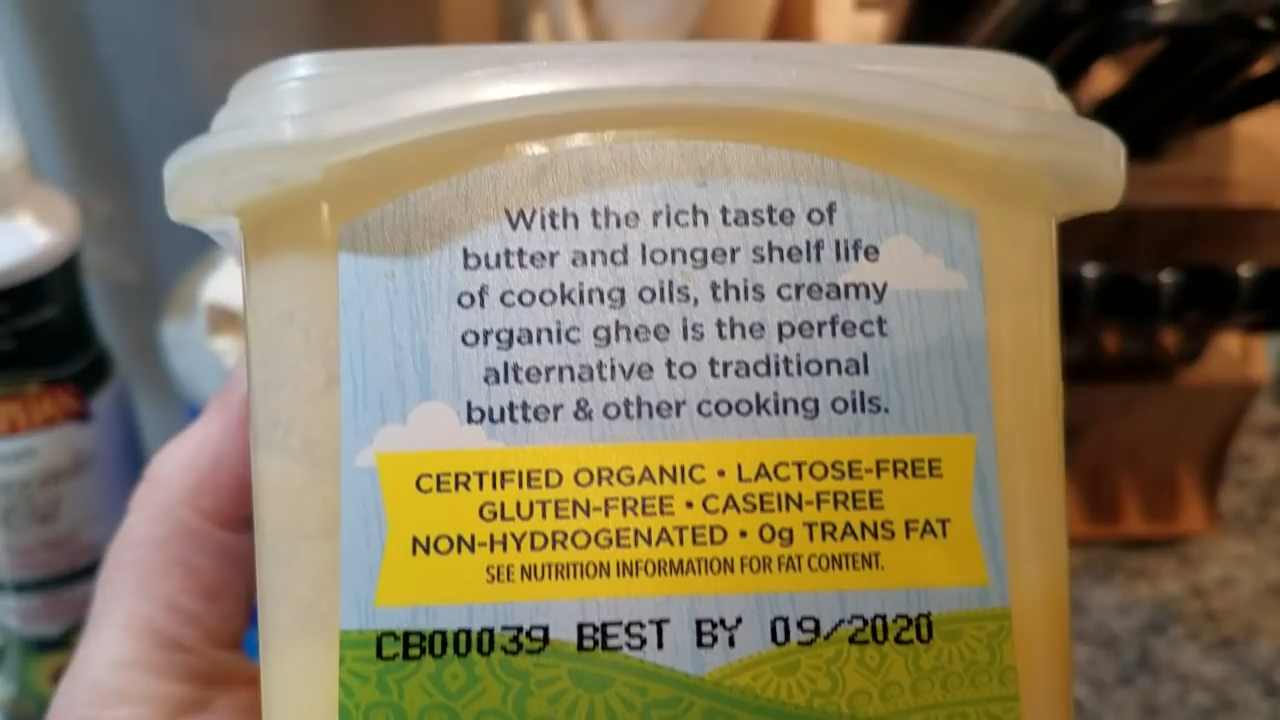 With the rich taste of
butter and longer shelf life
of cooking oils, this creamy
organic ghee is the perfect
alternative to traditional
butter & other cooking oils.
CERTIFIED ORGANIC • LACTOSE-FREE
GLUTEN-FREE • CASEIN-FREE
NON-HYDROGENATED • 0g TRANS FAT
SEE NUTRITION INFORMATION FOR FAT CONTENT.
CB00039 BEST BY 09/2020